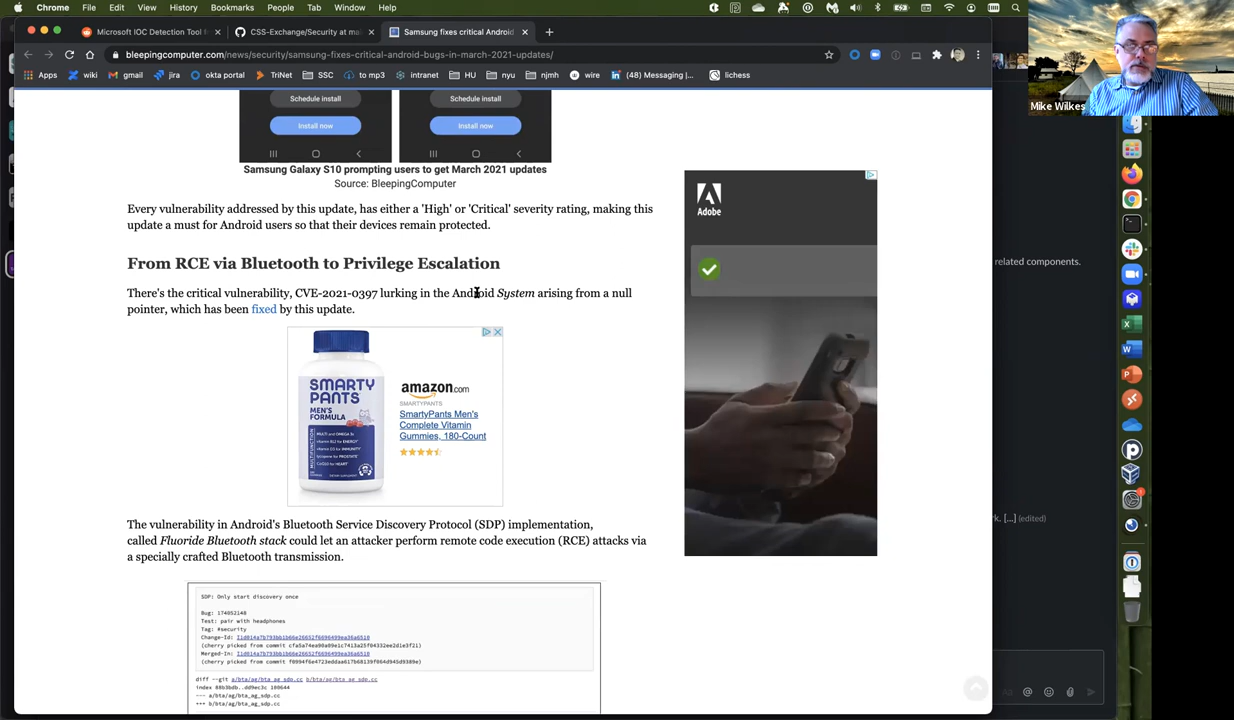 Chrome File Edit View History Bookmarks People Tab Window Help
Microsoft IOC Detection Tool f
CSS-Exchange/Security at ma
Samsung fixes critical Android
bleepingcomputer.com/news/security/samsung-fixes-critical-android-bugs-in-march-2021-updates/
Apps wiki gmail jira okta portal TriNet SSC to mp3 intranet HU nyu njmh wire (48) Messaging |... lichess
Mike Wilkes
Schedule install
Schedule install
Install now
Install now
Samsung Galaxy S10 prompting users to get March 2021 updates
Source: BleepingComputer
Every vulnerability addressed by this update, has either a 'High' or 'Critical' severity rating, making this
update a must for Android users so that their devices remain protected.
Adobe
From RCE via Bluetooth to Privilege Escalation
related components.
There's the critical vulnerability, CVE-2021-0397 lurking in the Android System arising from a null
pointer, which has been fixed by this update.
SMARTY
PANTS
MEN'S
FORMULA
MULTIFUNCTION
amazon.com
SMARTYPANTS
SmartyPants Men's
Complete Vitamin
Gummies, 180-Count
The vulnerability in Android's Bluetooth Service Discovery Protocol (SDP) implementation,
called Fluoride Bluetooth stack could let an attacker perform remote code execution (RCE) attacks via
a specially crafted Bluetooth transmission.
k. [...] (edited)
SDP: Only start discovery once
Bug: 174052148
Test: pair with headphones
Tag: #security
Change-Id:
(cherry picked from commit
Merged-In:
(cherry picked from commit
diff --git a/bta/ag/bta_ag_sdp.cc b/bta/ag/bta_ag_sdp.cc
index 100644
--- a/bta/ag/bta_ag_sdp.cc
+++ b/bta/ag/bta_ag_sdp.cc